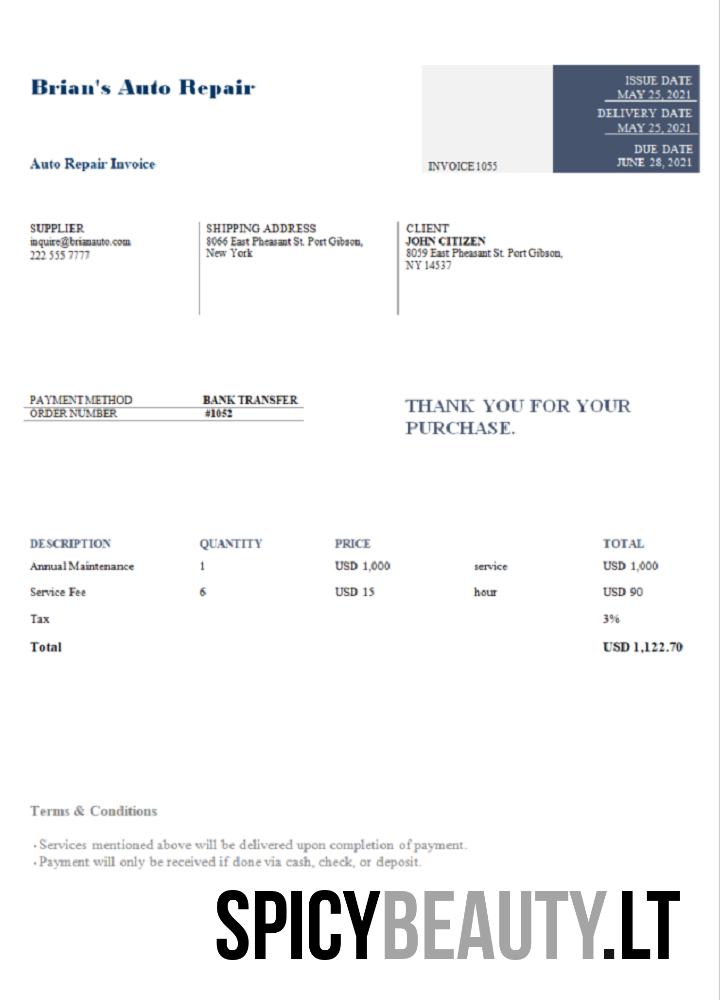 Brian's Auto Repair
Auto Repair Invoice
INVOICE1055
ISSUE DATE
MAY 25, 2021
DELIVERY DATE
MAY 25, 2021
DUE DATE
JUNE 28, 2021
SUPPLIER
inquire@brianauto.com
222 555 7777
SHIPPING ADDRESS
8066 East Pheasant St. Port Gibson,
New York
CLIENT
JOHN CITIZEN
8059 East Pheasant St. Port Gibson,
NY 14537
PAYMENT METHOD BANK TRANSFER
ORDER NUMBER #1052
THANK YOU FOR YOUR
PURCHASE.
DESCRIPTION QUANTITY PRICE TOTAL
Annual Maintenance 1 USD 1,000 service USD 1,000
Service Fee 6 USD 15 hour USD 90
Tax 3%
Total USD 1,122.70
Terms & Conditions
• Services mentioned above will be delivered upon completion of payment.
• Payment will only be received if done via cash, check, or deposit.
SPICYBEAUTY.LT